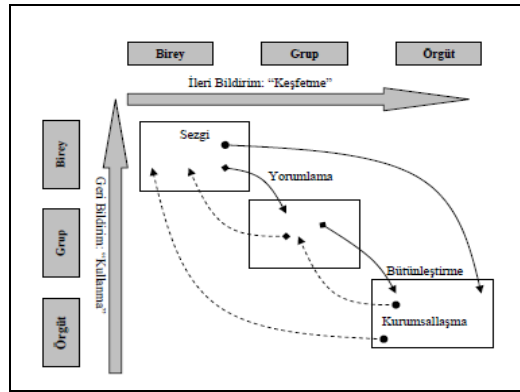 Birey
Grup
Örgüt
İleri Bildirim: “Keşfetme”
Birey
Grup
Örgüt
Geri Bildirim: “Kullanma”
Sezgi
Yorumlama
Bütünleştirme
Kurumsallaşma